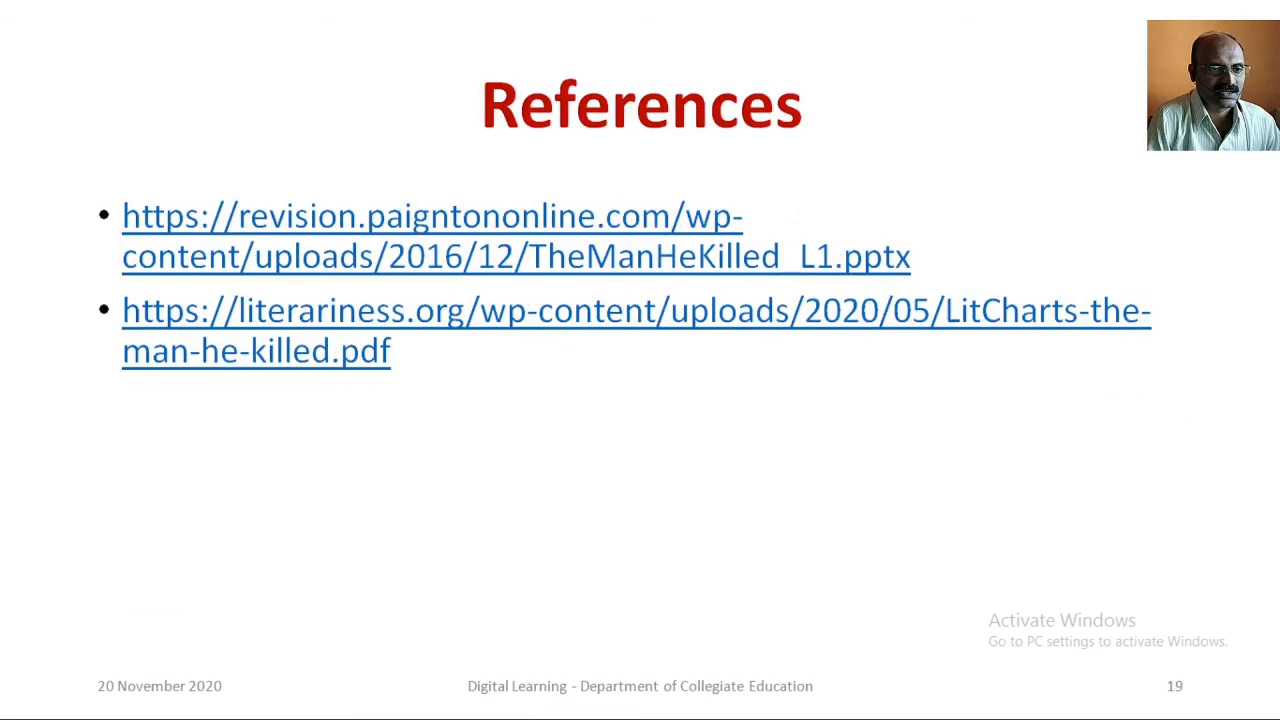 References
• https://revision.paigntononline.com/wp-
content/uploads/2016/12/TheManHeKilled_L1.pptx
• https://literariness.org/wp-content/uploads/2020/05/LitCharts-the-
man-he-killed.pdf
Activate Windows
Go to PC settings to activate Windows.
20 November 2020
Digital Learning - Department of Collegiate Education
19